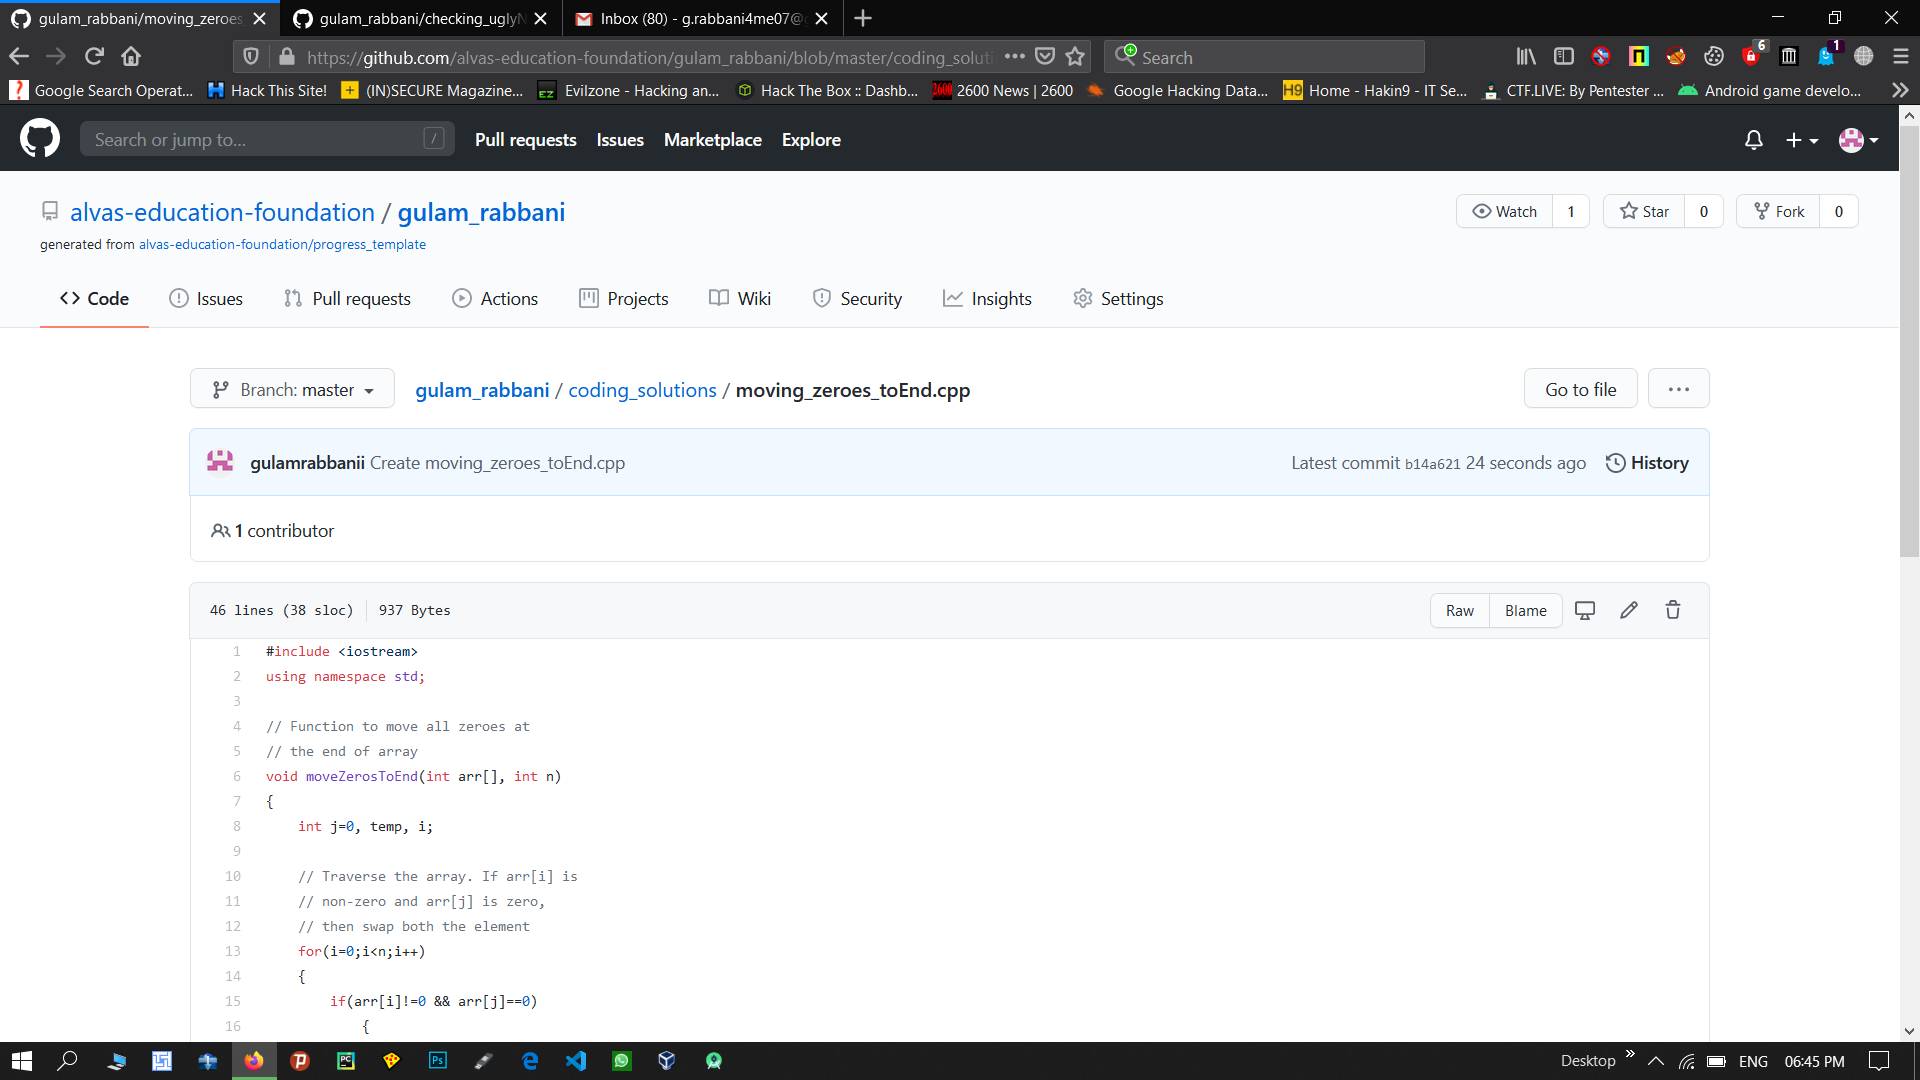 gulam_rabbani/moving_zeroes_
gulam_rabbani/checking_uglyN
Inbox (80) - g.rabbani4me07@
https://github.com/alvas-education-foundation/gulam_rabbani/blob/master/coding_soluti
Search
6
1
Google Search Operat...
Hack This Site!
(IN)SECURE Magazine...
EZ
Evilzone - Hacking an...
Hack The Box :: Dashb...
2600
2600 News | 2600
Google Hacking Data...
H9
Home - Hakin9 - IT Se...
CTF.LIVE: By Pentester ...
Android game develo...
Search or jump to...
/
Pull requests
Issues
Marketplace
Explore
alvas-education-foundation / gulam_rabbani
Watch 1
Star 0
Fork 0
generated from alvas-education-foundation/progress_template
Code
Issues
Pull requests
Actions
Projects
Wiki
Security
Insights
Settings
Branch: master
gulam_rabbani / coding_solutions / moving_zeroes_toEnd.cpp
Go to file
gulamrabbanii Create moving_zeroes_toEnd.cpp
Latest commit b14a621 24 seconds ago
History
1 contributor
46 lines (38 sloc)
937 Bytes
Raw
Blame
1 #include <iostream>
2 using namespace std;
3
4 // Function to move all zeroes at
5 // the end of array
6 void moveZerosToEnd(int arr[], int n)
7 {
8 int j=0, temp, i;
9
10 // Traverse the array. If arr[i] is
11 // non-zero and arr[j] is zero,
12 // then swap both the element
13 for(i=0;i<n;i++)
14 {
15 if(arr[i]!=0 && arr[j]==0)
16 {
PC
Ps
Desktop
ENG
06:45 PM